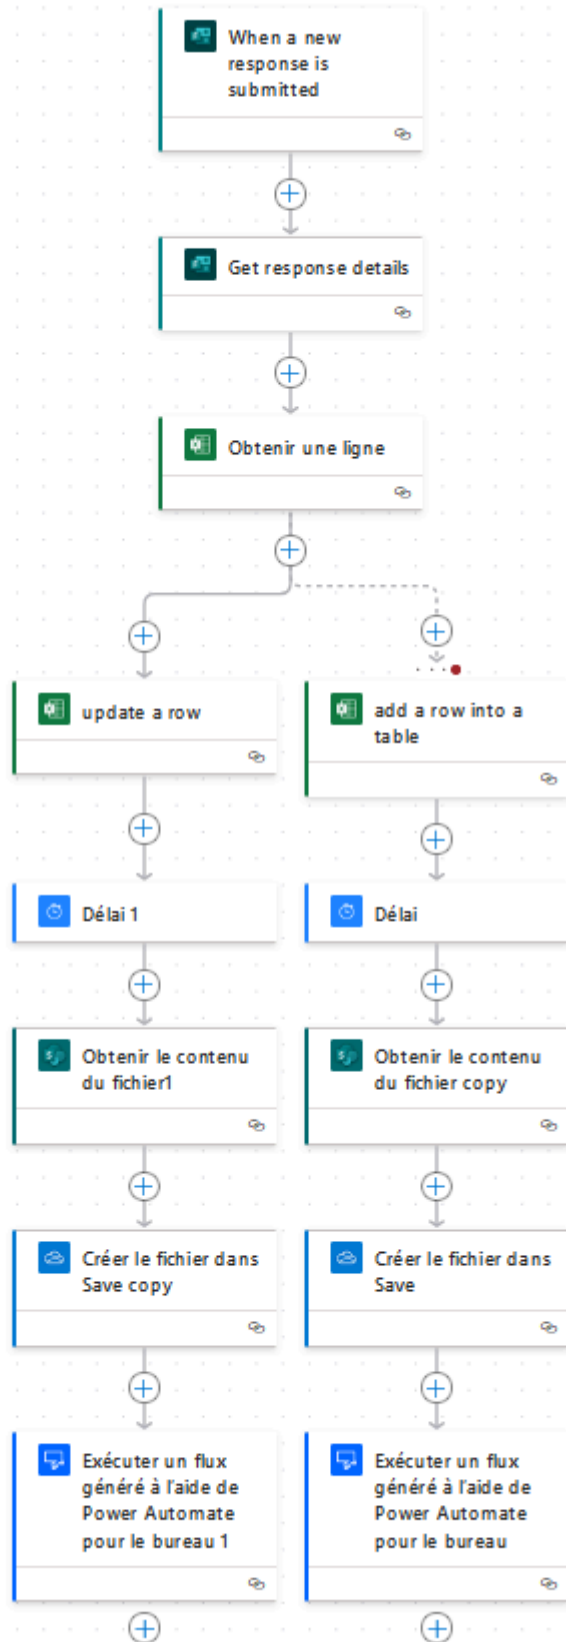 When a new
response is
submitted
Get response details
Obtenir une ligne
update a row
add a row into a
table
Délai 1
Délai
Obtenir le contenu
du fichier1
Obtenir le contenu
du fichier copy
Créer le fichier dans
Save copy
Créer le fichier dans
Save
Exécuter un flux
généré à l'aide de
Power Automate
pour le bureau 1
Exécuter un flux
généré à l'aide de
Power Automate
pour le bureau